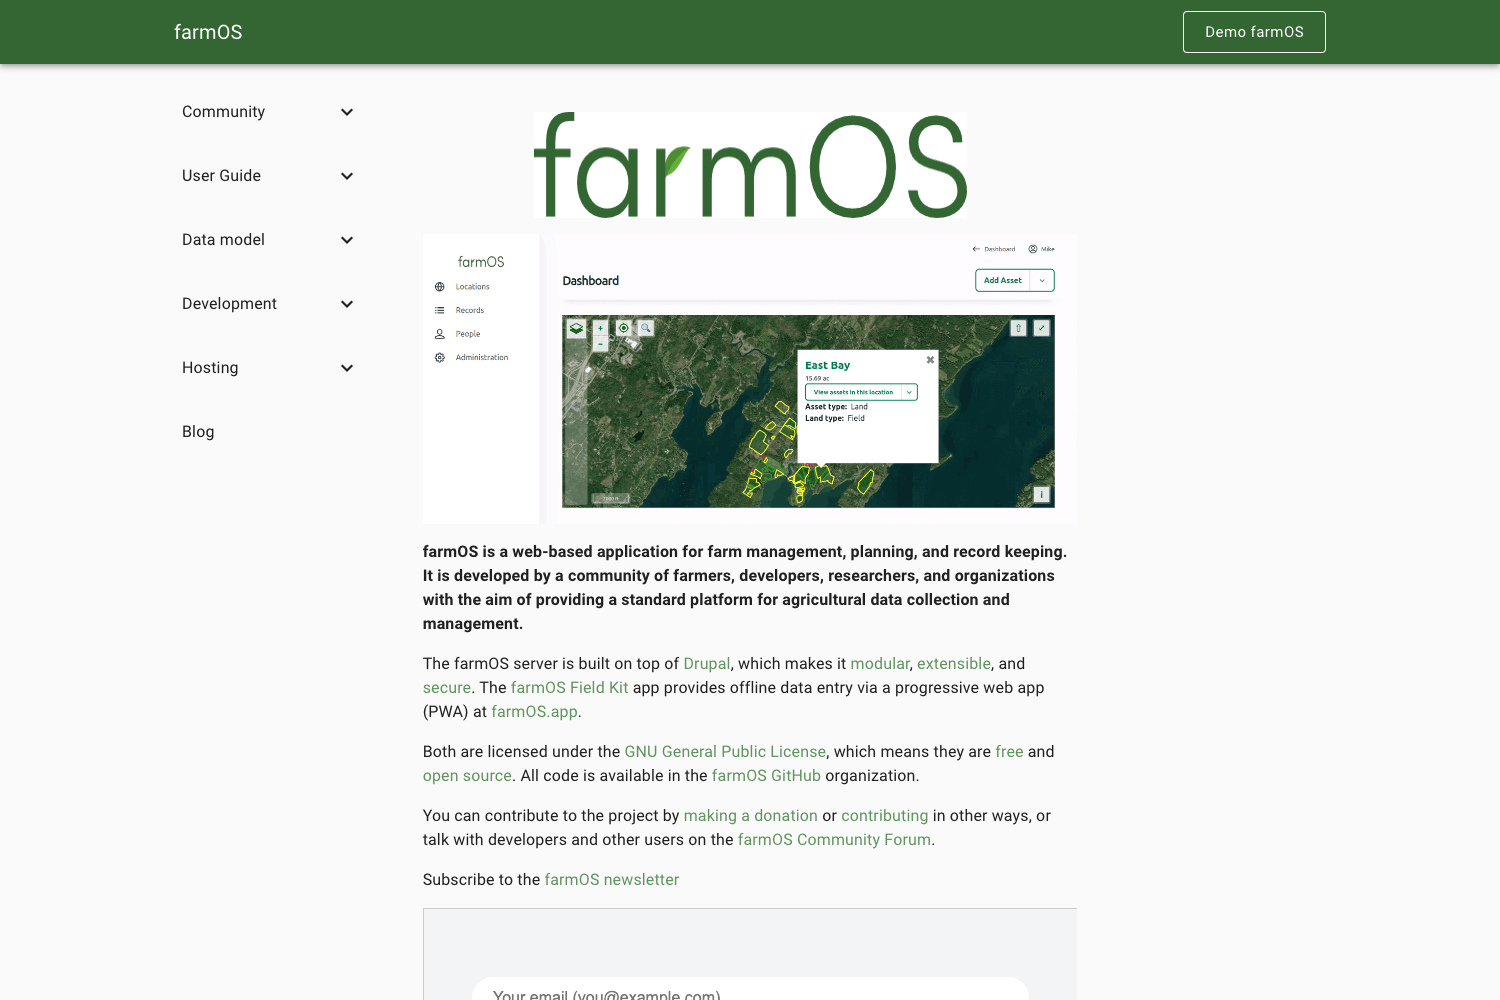 farmOS
Demo farmOS
Community
User Guide
Data model
Development
Hosting
Blog
farmOS
farmOS
Locations
Records
People
Administration
Dashboard
Mike
Dashboard
Add Asset
East Bay
15.69 ac
View assets in this location
Asset type: Land
Land type: Field
farmOS is a web-based application for farm management, planning, and record keeping.
It is developed by a community of farmers, developers, researchers, and organizations
with the aim of providing a standard platform for agricultural data collection and
management.
The farmOS server is built on top of Drupal, which makes it modular, extensible, and
secure. The farmOS Field Kit app provides offline data entry via a progressive web app
(PWA) at farmOS.app.
Both are licensed under the GNU General Public License, which means they are free and
open source. All code is available in the farmOS GitHub organization.
You can contribute to the project by making a donation or contributing in other ways, or
talk with developers and other users on the farmOS Community Forum.
Subscribe to the farmOS newsletter
Your email (you@example.com)